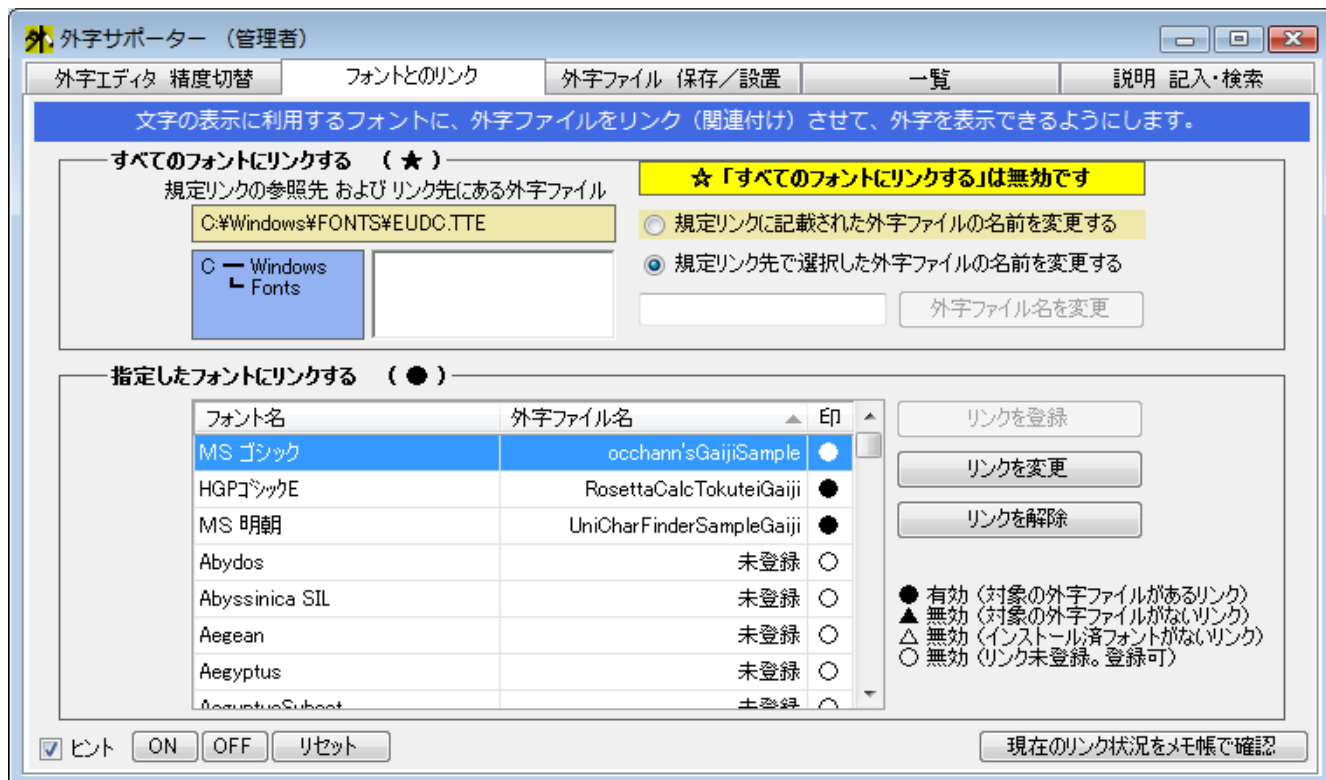 外字サポーター （管理者）
外字エディタ 精度切替
フォントとのリンク
外字ファイル 保存／設置
一覧
説明 記入・検索
文字の表示に利用するフォントに、外字ファイルをリンク（関連付け）させて、外字を表示できるようにします。
すべてのフォントにリンクする （ ★ ）
規定リンクの参照先 および リンク先にある外字ファイル
C:¥Windows¥FONTS¥EUDC.TTE
C ー Windows
┗ Fonts
☆「すべてのフォントにリンクする」は無効です
規定リンクに記載された外字ファイルの名前を変更する
規定リンク先で選択した外字ファイルの名前を変更する
外字ファイル名を変更
指定したフォントにリンクする （ ● ）
フォント名 外字ファイル名 印
MS ゴシック occhann'sGaijiSample ●
HGPゴシックE RosettaCalcTokuteiGaiji ●
MS 明朝 UniCharFinderSampleGaiji ●
Abydos 未登録 ○
Abyssinica SIL 未登録 ○
Aegean 未登録 ○
Aegyptus 未登録 ○
AegyptusSubset 未登録 ○
リンクを登録
リンクを変更
リンクを解除
● 有効（対象の外字ファイルがあるリンク）
▲ 無効（対象の外字ファイルがないリンク）
△ 無効（インストール済フォントがないリンク）
○ 無効（リンク未登録。登録可）
ヒント
ON
OFF
リセット
現在のリンク状況をメモ帳で確認